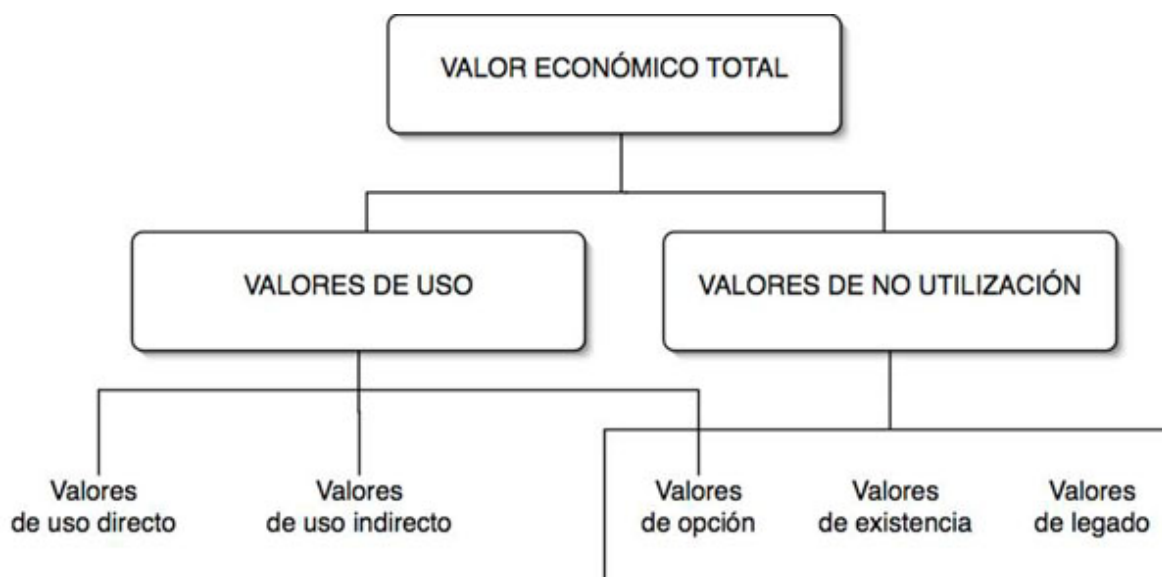 VALOR ECONÓMICO TOTAL
VALORES DE USO
VALORES DE NO UTILIZACIÓN
Valores
de uso directo
Valores
de uso indirecto
Valores
de opción
Valores
de existencia
Valores
de legado